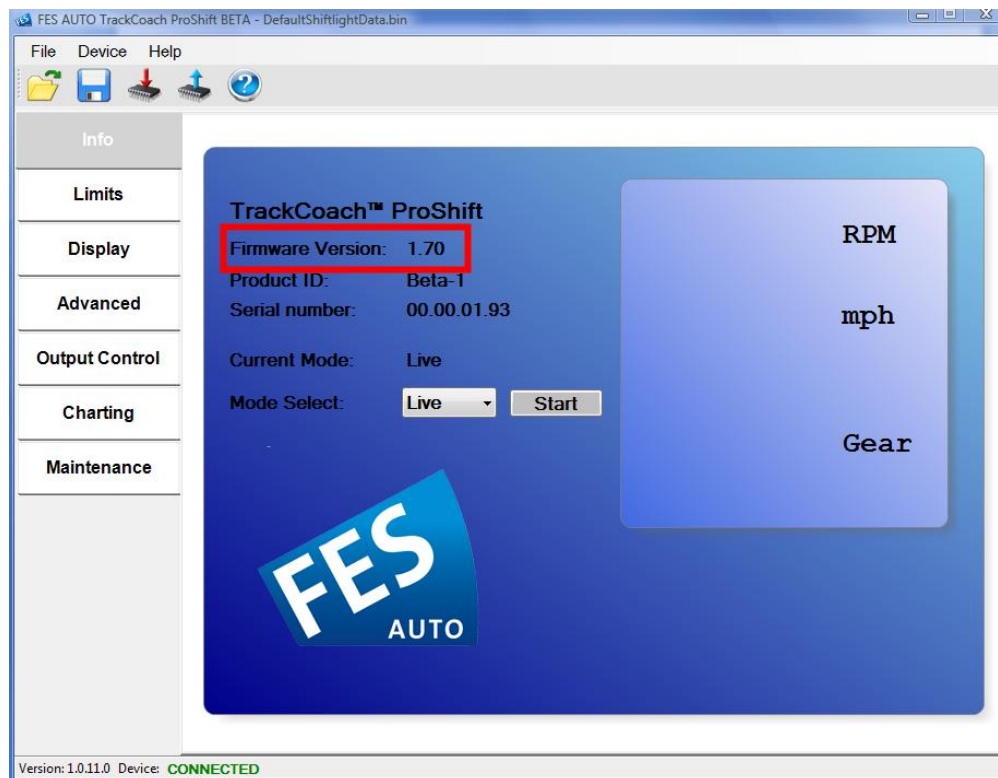 FES AUTO TrackCoach ProShift BETA - DefaultShiftlightData.bin
File Device Help
Info
Limits
Display
Advanced
Output Control
Charting
Maintenance
TrackCoach™ ProShift
Firmware Version: 1.70
Product ID: Beta-1
Serial number: 00.00.01.93
Current Mode: Live
Mode Select: Live Start
RPM
mph
Gear
FES
AUTO
Version: 1.0.11.0 Device: CONNECTED